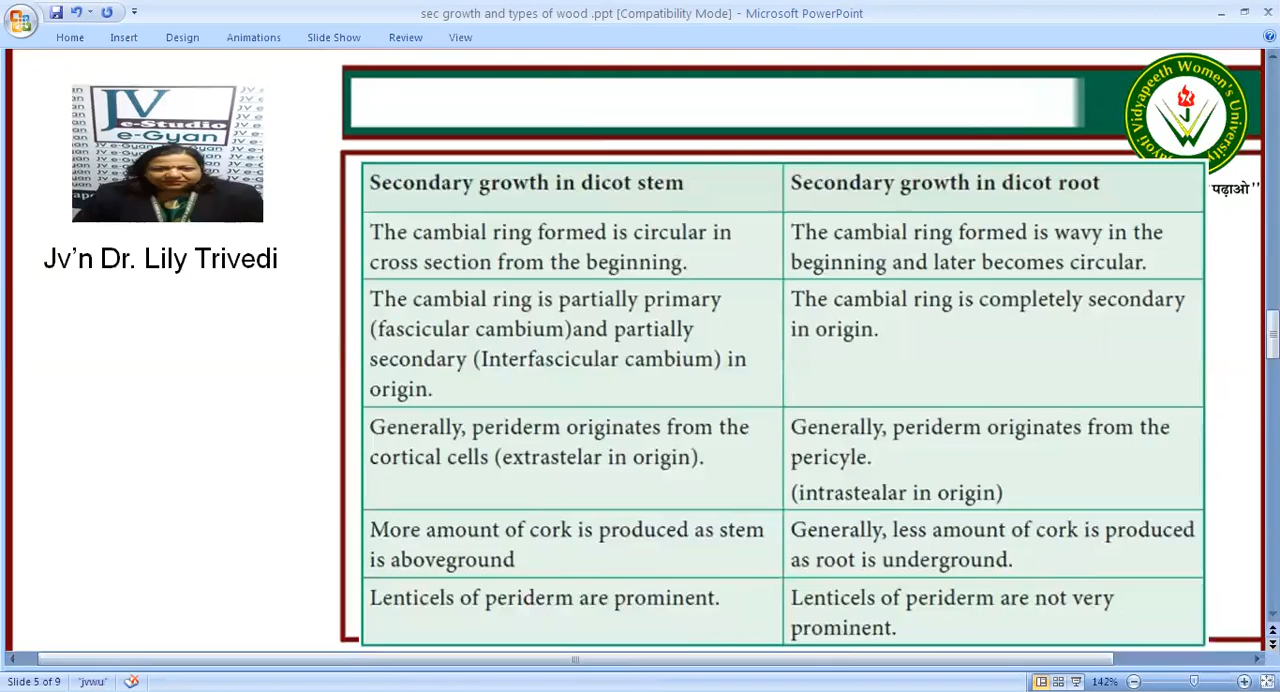 sec growth and types of wood .ppt [Compatibility Mode] - Microsoft PowerPoint
Home Insert Design Animations Slide Show Review View
JV
e-Studio
e-Gyan
Jv'n Dr. Lily Trivedi
Vidyapeeth Women's University
पढ़ाओ"
Secondary growth in dicot stem
Secondary growth in dicot root
The cambial ring formed is circular in
cross section from the beginning.
The cambial ring formed is wavy in the
beginning and later becomes circular.
The cambial ring is partially primary
(fascicular cambium)and partially
secondary (Interfascicular cambium) in
origin.
The cambial ring is completely secondary
in origin.
Generally, periderm originates from the
cortical cells (extrastelar in origin).
Generally, periderm originates from the
pericyle.
(intrastealar in origin)
More amount of cork is produced as stem
is aboveground
Generally, less amount of cork is produced
as root is underground.
Lenticels of periderm are prominent.
Lenticels of periderm are not very
prominent.
Slide 5 of 9 "jvwu" 142%